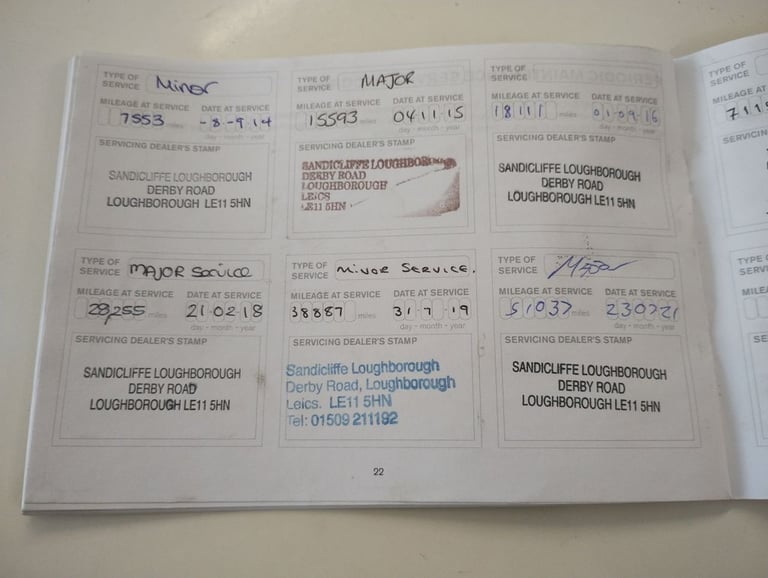 TYPE OF SERVICE Minor
MILEAGE AT SERVICE DATE AT SERVICE
7553 miles -8-9.14
day - month - year
SERVICING DEALER'S STAMP
SANDICLIFFE LOUGHBOROUGH
DERBY ROAD
LOUGHBOROUGH LE11 5HN
TYPE OF SERVICE MAJOR
MILEAGE AT SERVICE DATE AT SERVICE
15593 miles 041115
day - month - year
SERVICING DEALER'S STAMP
SANDICLIFFE LOUGHBOROUGH
DERBY ROAD
LOUGHBOROUGH
LEICS
LE11 5HN
TYPE OF SERVICE
MILEAGE AT SERVICE DATE AT SERVICE
18111 miles 01 09 16
day - month - year
SERVICING DEALER'S STAMP
SANDICLIFFE LOUGHBOROUGH
DERBY ROAD
LOUGHBOROUGH LE11 5HN
TYPE OF SERVICE MAJOR Service
MILEAGE AT SERVICE DATE AT SERVICE
28,255 miles 21-02-18
day - month - year
SERVICING DEALER'S STAMP
SANDICLIFFE LOUGHBOROUGH
DERBY ROAD
LOUGHBOROUGH LE11 5HN
TYPE OF SERVICE MINOR SERVICE.
MILEAGE AT SERVICE DATE AT SERVICE
38887 miles 31-7-19
day - month - year
SERVICING DEALER'S STAMP
Sandicliffe Loughborough
Derby Road, Loughborough
Leics. LE11 5HN
Tel: 01509 211192
TYPE OF SERVICE
MILEAGE AT SERVICE DATE AT SERVICE
51037 miles 230721
day - month - year
SERVICING DEALER'S STAMP
SANDICLIFFE LOUGHBOROUGH
DERBY ROAD
LOUGHBOROUGH LE11 5HN
22
TYPE OF
SERVICE
MILEAGE AT
711
SERVICING